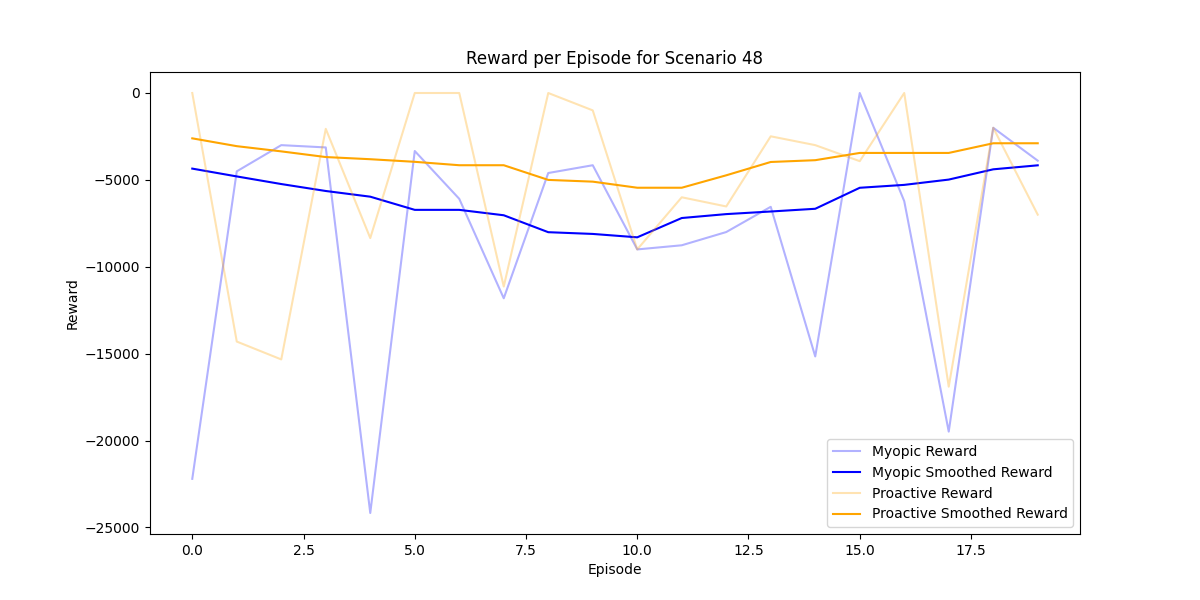 Reward per Episode for Scenario 48
0
−5000
−10000
−15000
−20000
−25000
Reward
0.0
2.5
5.0
7.5
10.0
12.5
15.0
17.5
Episode
Myopic Reward
Myopic Smoothed Reward
Proactive Reward
Proactive Smoothed Reward